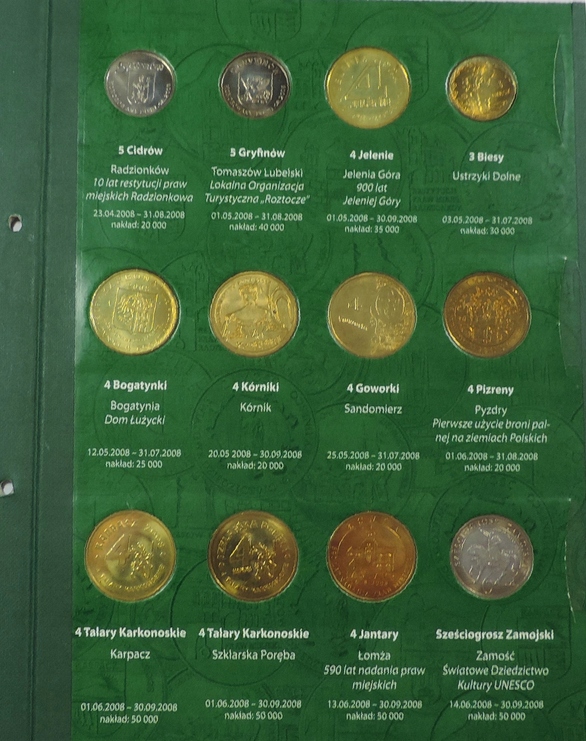 5 Cidrów
Radzionków
10 lat restytucji praw
miejskich Radzionkowa
23.04.2008 – 31.08.2008
nakład: 20 000
5 Gryfinów
Tomaszów Lubelski
Lokalna Organizacja
Turystyczna „Roztocze"
01.05.2008 – 31.08.2008
nakład: 40 000
4 Jelenie
Jelenia Góra
900 lat
Jeleniej Góry
01.05.2008 – 30.09.2008
nakład: 35 000
3 Biesy
Ustrzyki Dolne
03.05.2008 – 31.07.2008
nakład: 30 000
4 Bogatynki
Bogatynia
Dom Łużycki
12.05.2008 – 31.07.2008
nakład: 25 000
4 Kórniki
Kórnik
20.05 2008 – 30.09.2008
nakład: 20 000
4 Goworki
Sandomierz
25.05.2008 – 31.07.2008
nakład: 20 000
4 Pizreny
Pyzdry
Pierwsze użycie broni pal-
nej na ziemiach Polskich
01.06.2008 – 31.08.2008
nakład: 20 000
4
4 Talary Karkonoskie
Karpacz
01.06.2008 – 30.09.2008
nakład: 50 000
4
4 Talary Karkonoskie
Szklarska Poręba
01.06.2008 – 30.09.2008
nakład: 50 000
4 Jantary
Łomża
590 lat nadania praw
miejskich
13.06.2008 – 30.09.2008
nakład: 50 000
Sześciogrosz Zamojski
Zamość
Światowe Dziedzictwo
Kultury UNESCO
14.06.2008 – 30.09.2008
nakład: 50 000